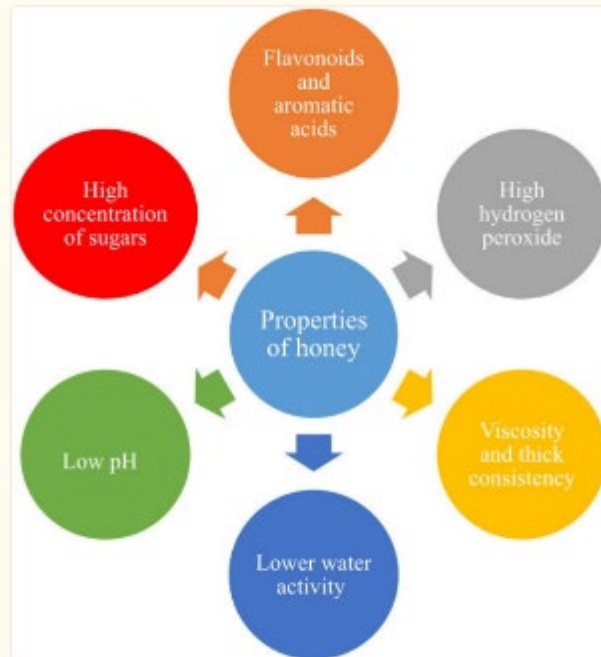 Flavonoids
and
aromatic
acids
High
concentration
of sugars
High
hydrogen
peroxide
Properties
of honey
Low pH
Viscosity
and thick
consistency
Lower water
activity